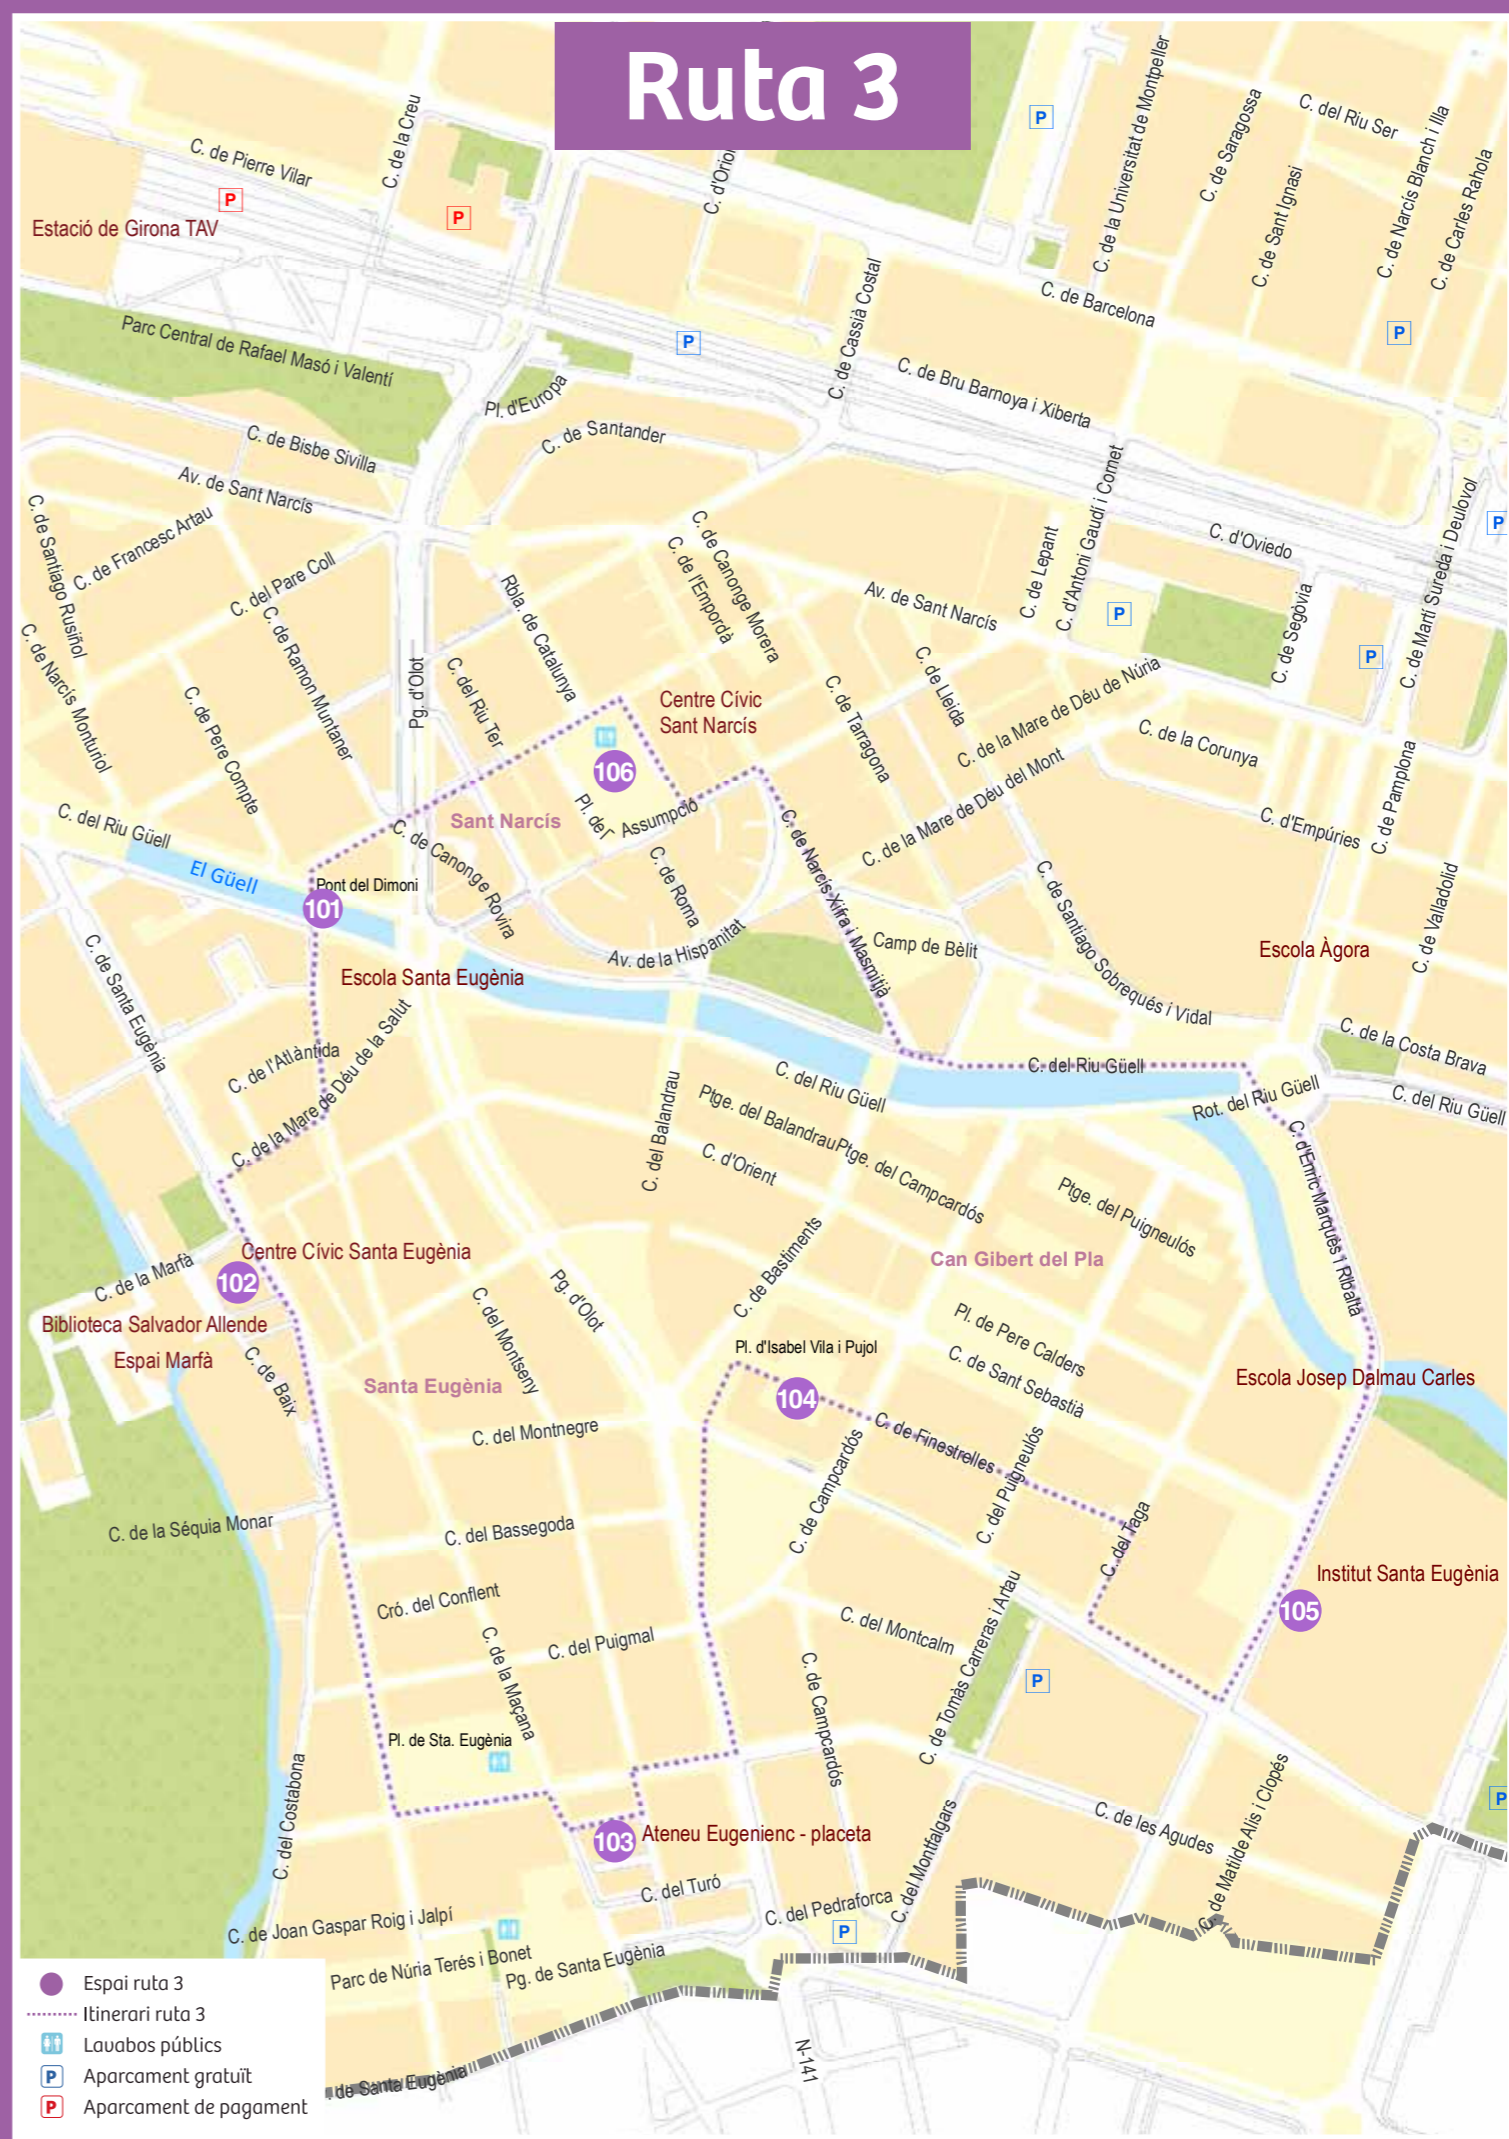 Ruta 3
C. de Pierre Vilar
C. de la Creu
P
P
Estació de Girona TAV
C. d'Orio
P
C. de la Universitat de Montpeller
C. de Saragossa
C. del Riu Ser
C. de Sant Ignasi
C. de Narcís Blanch i Illa
C. de Carles Rahola
C. de Barcelona
P
P
C. de Cassià Costal
C. de Bru Barnoya i Xiberta
Parc Central de Rafael Masó i Valentí
Pl. d'Europa
C. de Santander
C. de Bisbe Sivilla
Av. de Sant Narcís
C. de Francesc Artau
C. de Santiago Rusiñol
C. del Pare Coll
C. de Ramon Muntaner
C. de Narcís Monturiol
C. de Pere Compte
Pg. d'Olot
C. del Riu Ter
Rbla. de Catalunya
C. de Canonge Morera
C. de l'Empordà
Av. de Sant Narcís
C. de Lepant
C. d'Antoni Gaudí i Cornet
C. d'Oviedo
P
P
C. de Segòvia
P
C. de Martí Sureda i Deulovol
Centre Cívic
Sant Narcís
106
C. de Tarragona
C. de Lleida
C. de la Mare de Déu de Núria
C. de la Mare de Déu del Mont
C. de la Corunya
C. d'Empúries
C. de Pamplona
C. de Valladolid
Sant Narcís
Pl. de l'
Assumpció
C. de Roma
C. de Canonge Rovira
C. de Narcís Xifra i Masmitjà
C. del Riu Güell
El Güell
Pont del Dimoni
101
Escola Santa Eugènia
Av. de la Hispanitat
Camp de Bèlit
C. de Santiago Sobrequés i Vidal
Escola Àgora
C. de la Costa Brava
C. de Santa Eugènia
C. de l'Atlàntida
C. de la Mare de Déu de la Salut
C. del Riu Güell
C. del Riu Güell
Rot. del Riu Güell
C. del Riu Güell
C. del Balandrau
Ptge. del Balandrau
Ptge. del Campcardós
C. d'Orient
Ptge. del Puigneulós
C. d'Enric Marquès i Ribalta
Can Gibert del Pla
C. de la Marfà
Centre Cívic Santa Eugènia
102
Biblioteca Salvador Allende
Espai Marfà
C. de Baix
Santa Eugènia
C. del Montseny
Pg. d'Olot
C. de Bastiments
Pl. d'Isabel Vila i Pujol
104
Pl. de Pere Calders
C. de Sant Sebastià
C. de Finestrelles
Escola Josep Dalmau Carles
C. del Montnegre
C. de Campcardós
C. del Puigneulós
C. del Taga
C. de la Séquia Monar
C. del Bassegoda
Cró. del Conflent
C. del Puigmal
C. de la Maçana
C. del Montcalm
C. de Campcardós
C. de Tomàs Carreras i Artau
P
Institut Santa Eugènia
105
Pl. de Sta. Eugènia
C. del Costabona
103
Ateneu Eugenienc - placeta
C. del Turó
C. del Pedraforca
P
C. del Montfalgars
C. de les Agudes
C. de Matilde Alis i Clopés
P
C. de Joan Gaspar Roig i Jalpí
Parc de Núria Terés i Bonet
Pg. de Santa Eugènia
. de Santa Eugènia
N-141
Espai ruta 3
Itinerari ruta 3
Lavabos públics
P Aparcament gratuït
P Aparcament de pagament